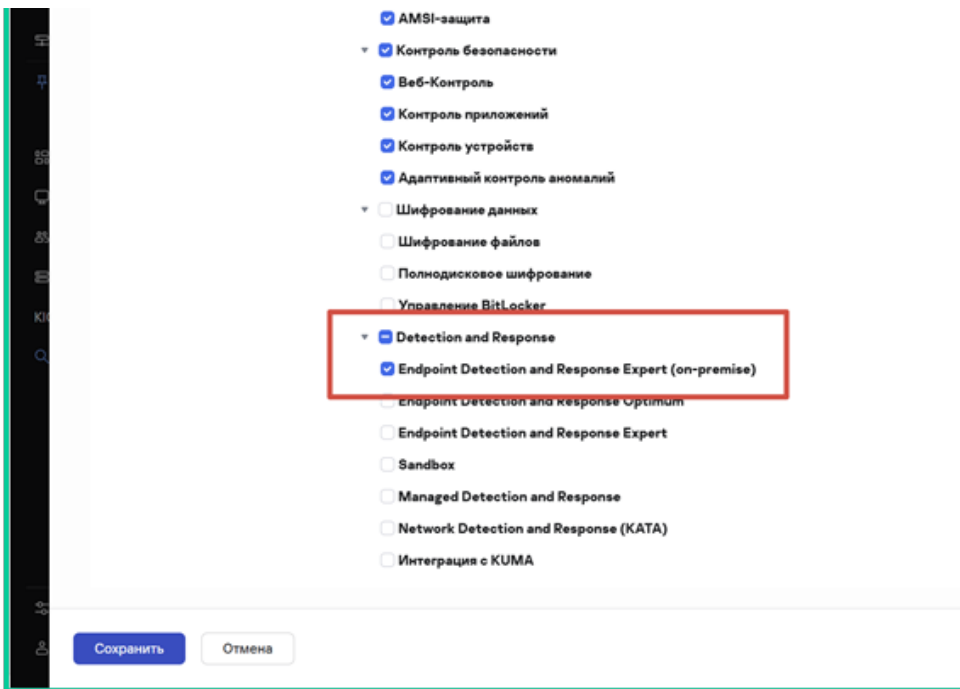 AMSI-защита
Контроль безопасности
Веб-Контроль
Контроль приложений
Контроль устройств
Адаптивный контроль аномалий
Шифрование данных
Шифрование файлов
Полнодисковое шифрование
Управление BitLocker
Detection and Response
Endpoint Detection and Response Expert (on-premise)
Endpoint Detection and Response Optimum
Endpoint Detection and Response Expert
Sandbox
Managed Detection and Response
Network Detection and Response (KATA)
Интеграция с KUMA
Сохранить
Отмена